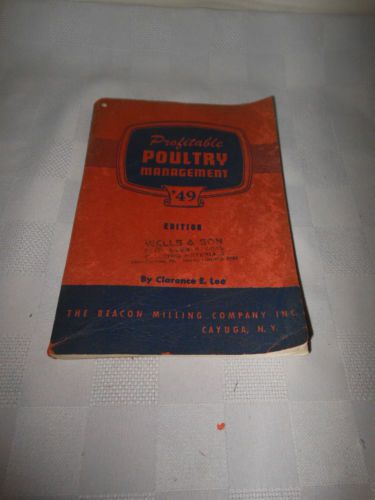 Profitable
POULTRY
MANAGEMENT
'49
EDITION
WELLS & SON
By Clarence E. Lee
THE BEACON MILLING COMPANY INC.
CAYUGA, N.Y.